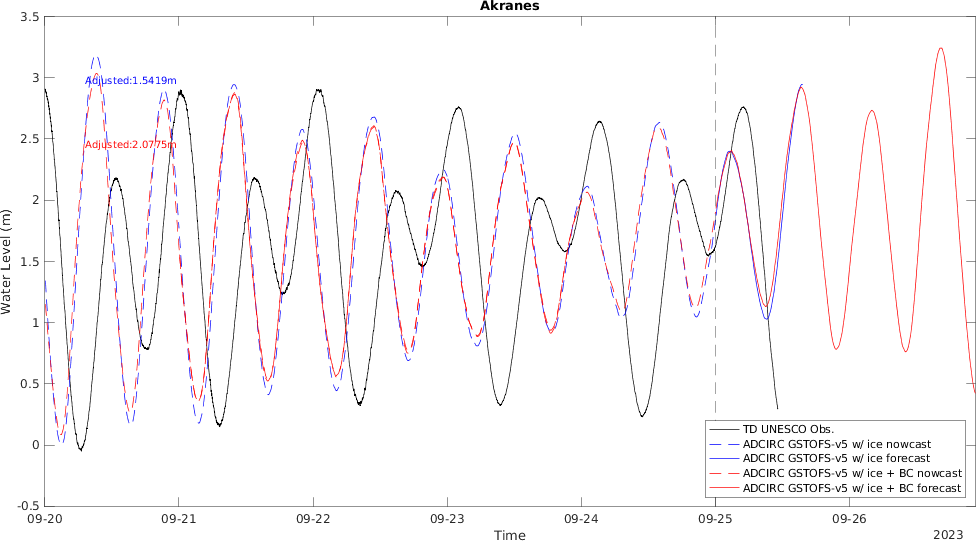 Akranes
3.5
3
2.5
2
1.5
1
0.5
0
-0.5
Water Level (m)
Adjusted:1.5419m
Adjusted:2.0775m
TD UNESCO Obs.
ADCIRC GSTOFS-v5 w/ ice nowcast
ADCIRC GSTOFS-v5 w/ ice forecast
ADCIRC GSTOFS-v5 w/ ice + BC nowcast
ADCIRC GSTOFS-v5 w/ ice + BC forecast
09-20 09-21 09-22 09-23 09-24 09-25 09-26
Time
2023